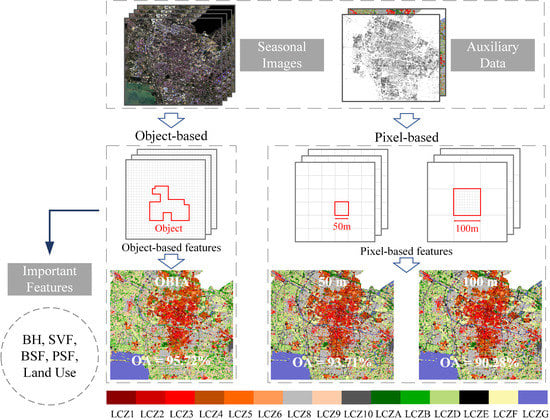 Seasonal
Images
Auxiliary
Data
Object-based
Pixel-based
Object
50m
100m
Object-based features
Pixel-based features
Important
Features
OBIA
50 m
100 m
BH, SVF,
BSF, PSF,
Land Use
OA = 95.73%
OA = 93.71%
OA = 90.28%
LCZ1 LCZ2 LCZ3 LCZ4 LCZ5 LCZ6 LCZ8 LCZ9 LCZ10 LCZA LCZB LCZD LCZE LCZF LCZG